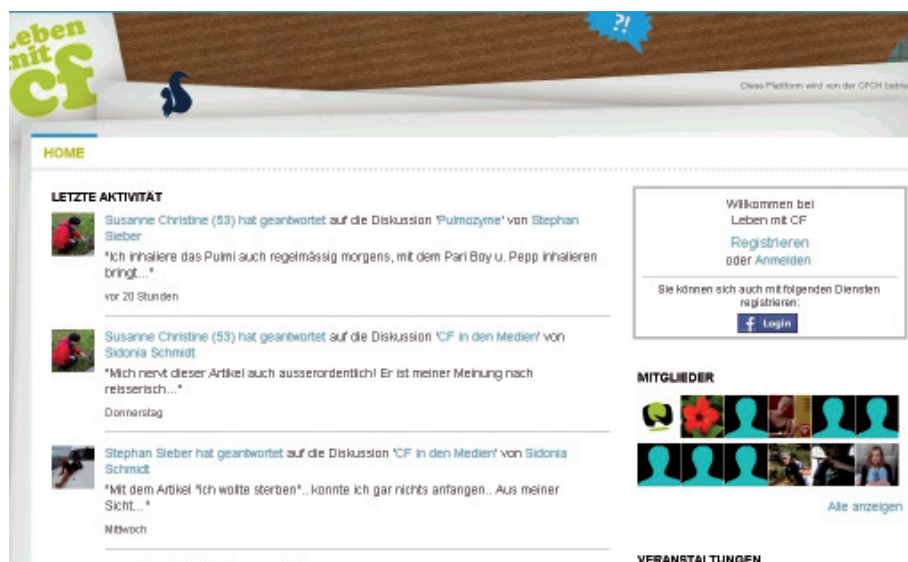 Leben
mit
cf
?!
Diese Plattform wird von der CFCH
HOME
LETZTE AKTIVITÄT
Susanne Christine (53) hat geantwortet auf die Diskussion 'Pulmozyme' von Stephan
Sieber
"Ich inhaliere das Pulmi auch regelmässig morgens, mit dem Pari Boy u. Pepp inhalieren
bringt…"
vor 20 Stunden
Susanne Christine (53) hat geantwortet auf die Diskussion 'CF in den Medien' von
Sidonia Schmidt
"Mich nervt dieser Artikel auch ausserordentlich! Er ist meiner Meinung nach
reisserisch…"
Donnerstag
Stephan Sieber hat geantwortet auf die Diskussion 'CF in den Medien' von Sidonia
Schmidt
"Mit dem Artikel "ich wollte sterben".. konnte ich gar nichts anfangen.. Aus meiner
Sicht…"
Mittwoch
Willkommen bei
Leben mit CF
Registrieren
oder Anmelden
Sie können sich auch mit folgenden Diensten
registrieren:
f Login
MITGLIEDER
Alle anzeigen
VERANSTALTUNGEN